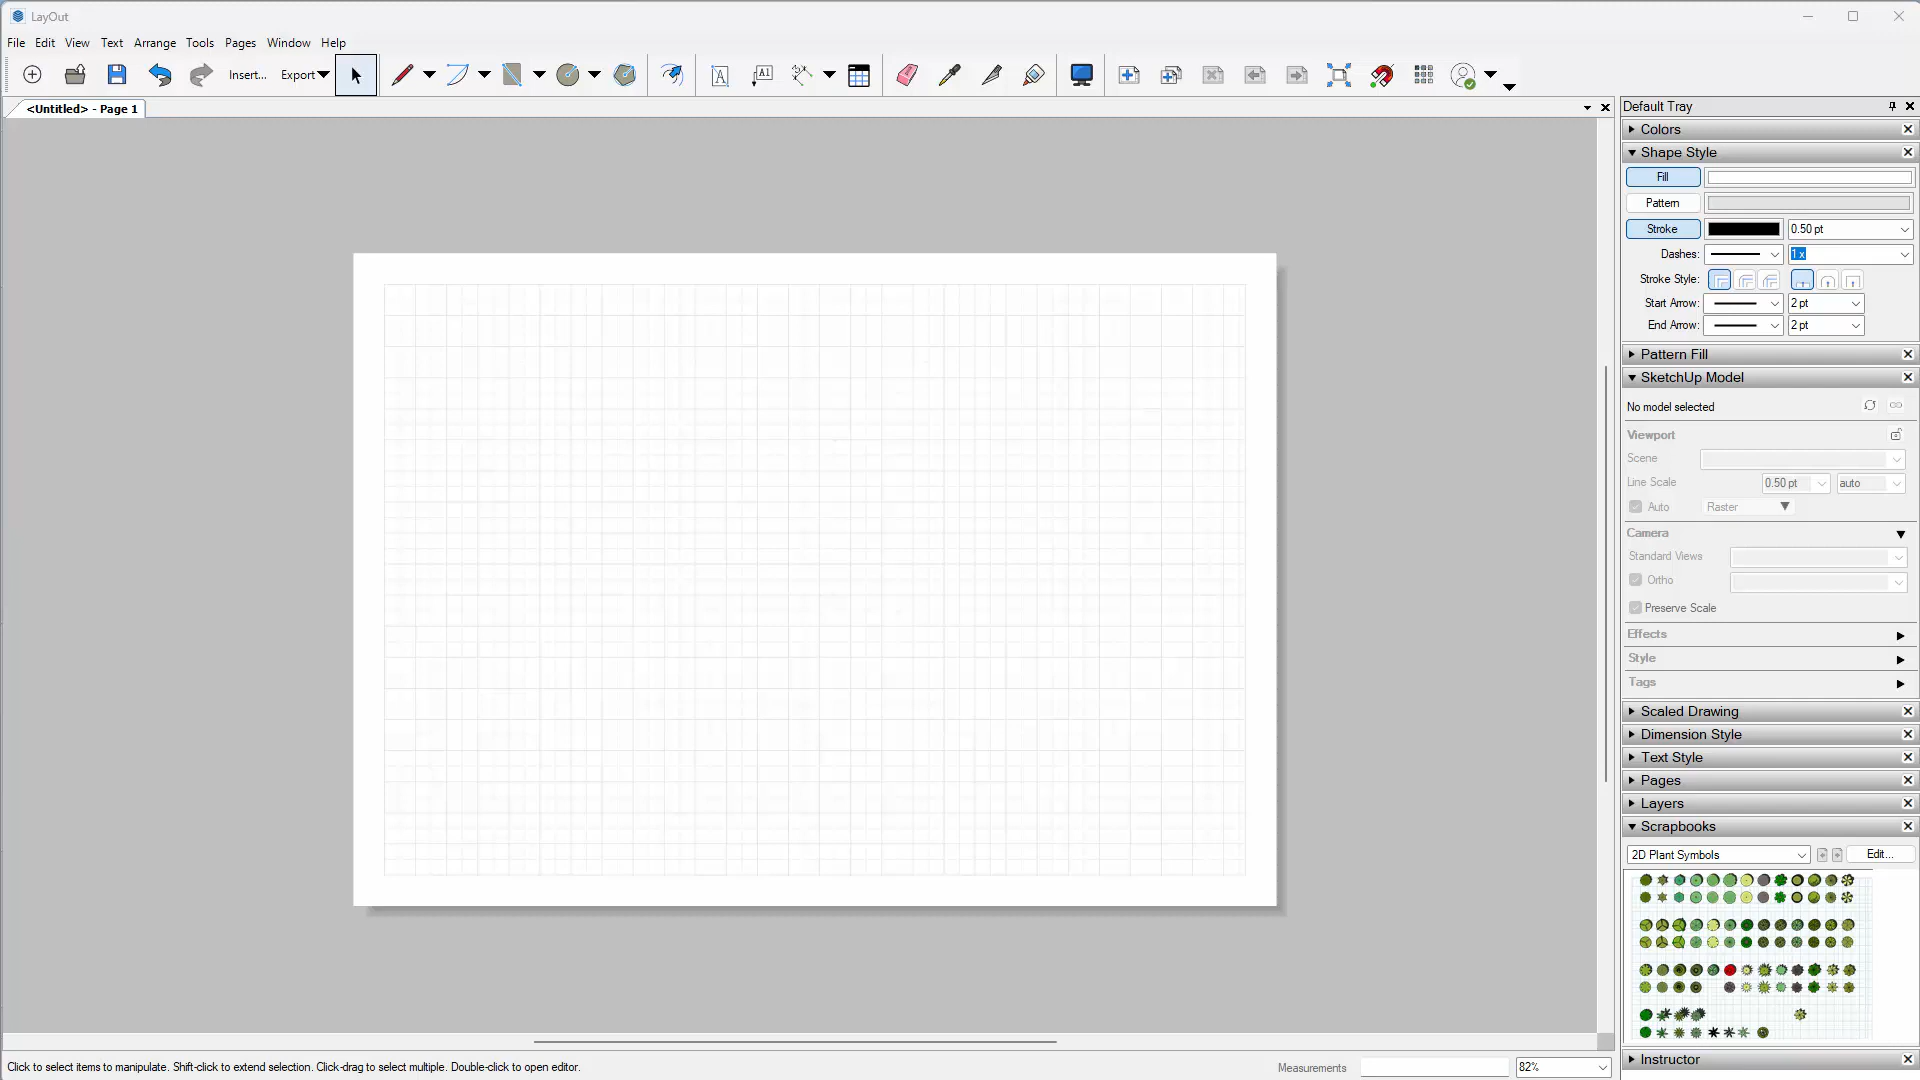 LayOut
File Edit View Text Arrange Tools Pages Window Help
Insert... Export
<Untitled> - Page 1
Default Tray
Colors
Shape Style
Fill
Pattern
Stroke 0.50 pt
Dashes: 1 x
Stroke Style:
Start Arrow: 2 pt
End Arrow: 2 pt
Pattern Fill
SketchUp Model
No model selected
Viewport
Scene
Line Scale 0.50 pt auto
Auto Raster
Camera
Standard Views
Ortho
Preserve Scale
Effects
Style
Tags
Scaled Drawing
Dimension Style
Text Style
Pages
Layers
Scrapbooks
2D Plant Symbols Edit...
Instructor
Click to select items to manipulate. Shift-click to extend selection. Click-drag to select multiple. Double-click to open editor. Measurements 82%